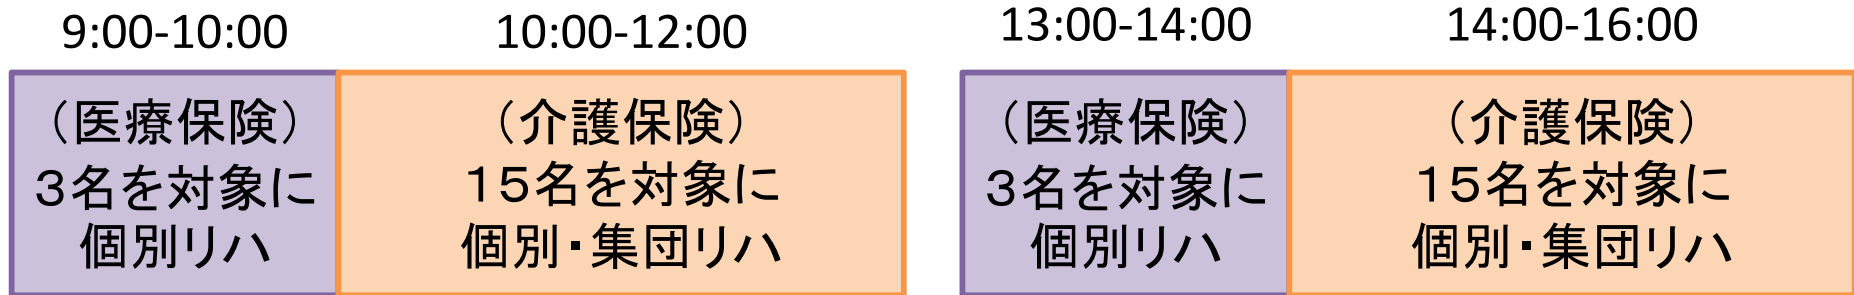 9:00-10:00
10:00-12:00
13:00-14:00
14:00-16:00
（医療保険）
３名を対象に
個別リハ
（介護保険）
１５名を対象に
個別・集団リハ
（医療保険）
３名を対象に
個別リハ
（介護保険）
１５名を対象に
個別・集団リハ